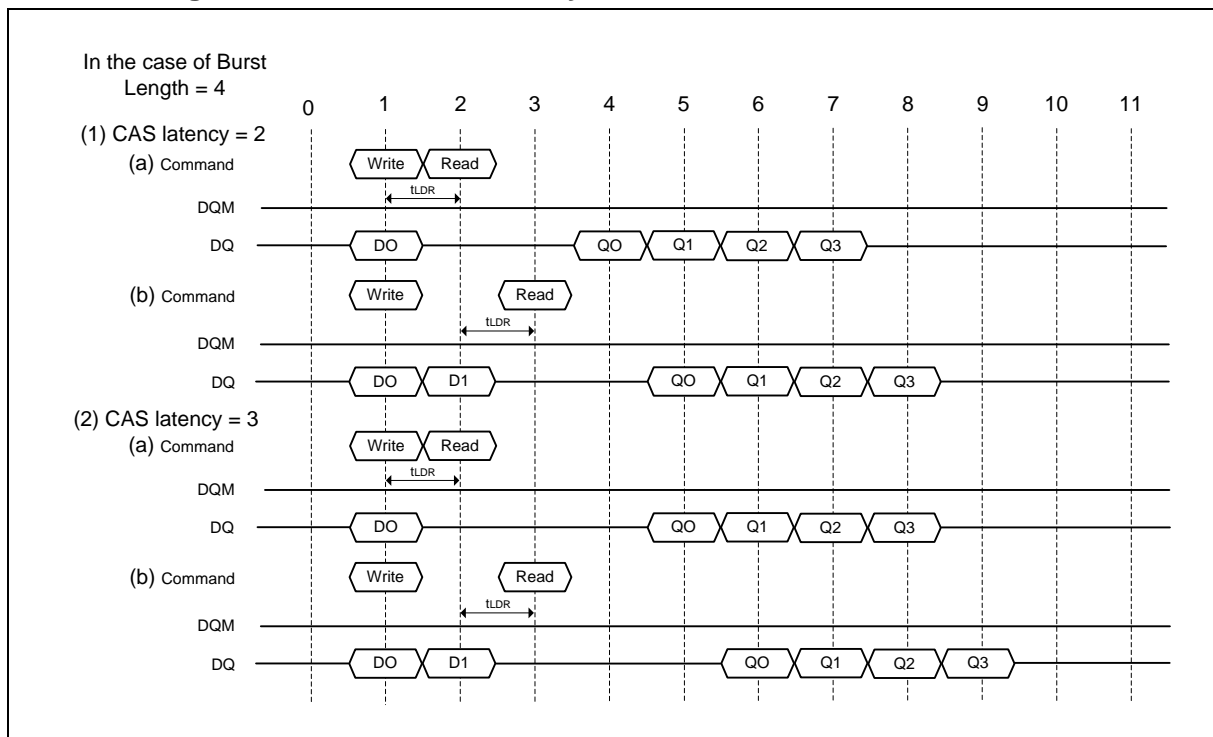 In the case of Burst
Length = 4
0 1 2 3 4 5 6 7 8 9 10 11
(1) CAS latency = 2
(a) Command Write Read
tLDR
DQM
DQ DO QO Q1 Q2 Q3
(b) Command Write Read
tLDR
DQM
DQ DO D1 QO Q1 Q2 Q3
(2) CAS latency = 3
(a) Command Write Read
tLDR
DQM
DQ DO QO Q1 Q2 Q3
(b) Command Write Read
tLDR
DQM
DQ DO D1 QO Q1 Q2 Q3